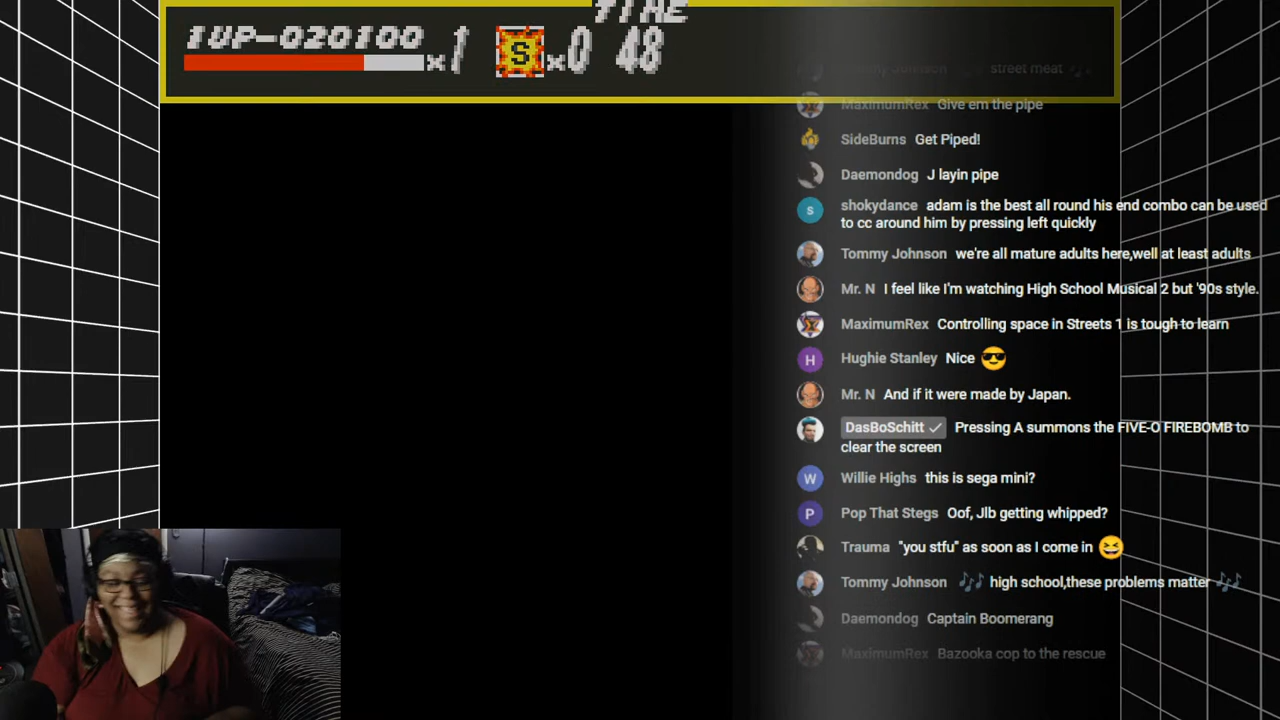 TIME
1UP-020100 ×1 S ×0 48
Tommy Johnson street meat
MaximumRex Give em the pipe
SideBurns Get Piped!
Daemondog J layin pipe
S shokydance adam is the best all round his end combo can be used
to cc around him by pressing left quickly
Tommy Johnson we're all mature adults here,well at least adults
Mr. N I feel like I'm watching High School Musical 2 but '90s style.
MaximumRex Controlling space in Streets 1 is tough to learn
H Hughie Stanley Nice 😎
Mr. N And if it were made by Japan.
DasBoSchitt ✓ Pressing A summons the FIVE-O FIREBOMB to
clear the screen
W Willie Highs this is sega mini?
P Pop That Stegs Oof, Jlb getting whipped?
Trauma "you stfu" as soon as I come in 😆
Tommy Johnson 🎶 high school,these problems matter 🎶
Daemondog Captain Boomerang
MaximumRex Bazooka cop to the rescue